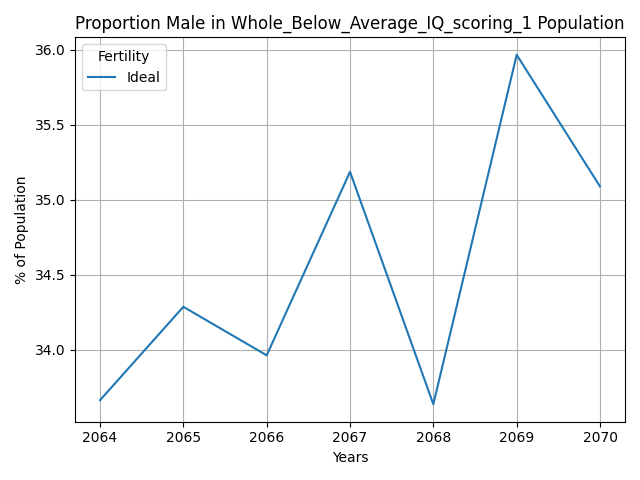 Proportion Male in Whole_Below_Average_IQ_scoring_1 Population
Fertility
Ideal
% of Population
36.0
35.5
35.0
34.5
34.0
2064 2065 2066 2067 2068 2069 2070
Years